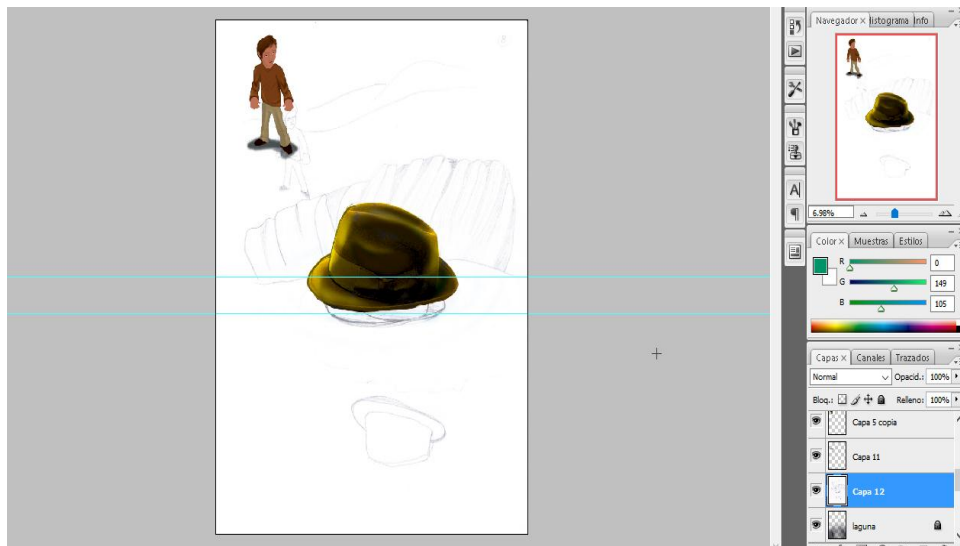 Navegador × Histograma Info
6.98%
Color × Muestras Estilos
R 0
G 149
B 105
Capas × Canales Trazados
Normal Opacid.: 100%
Bloq.: Relleno: 100%
Capa 5 copia
Capa 11
Capa 12
laguna